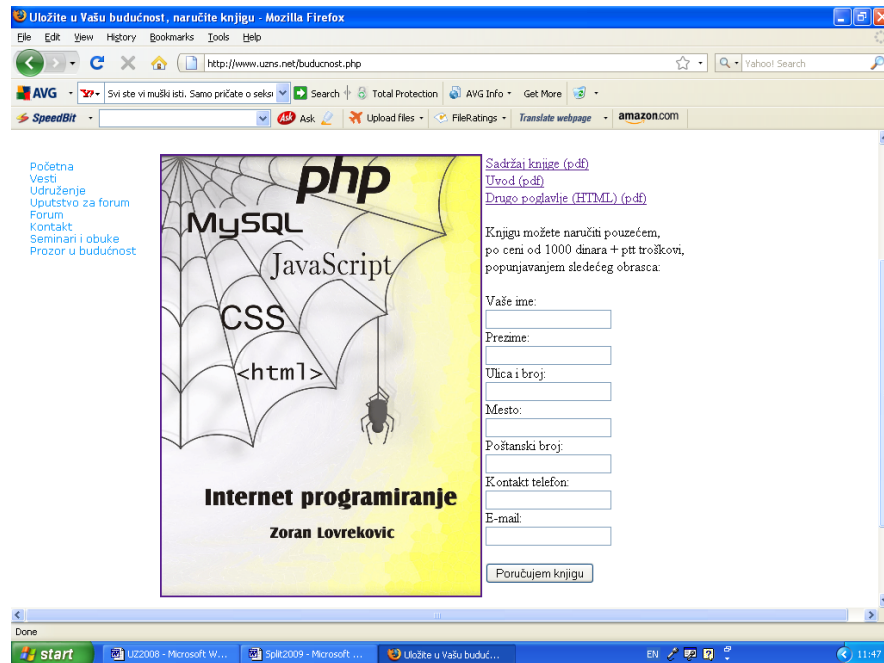 Uložite u Vašu budućnost, naručite knjigu - Mozilla Firefox
File Edit View History Bookmarks Tools Help
http://www.uzns.net/buducnost.php
Yahoo! Search
AVG Svi ste vi muški isti. Samo pričate o seksu Search Total Protection AVG Info Get More
SpeedBit Ask Upload files FileRatings Translate webpage amazon.com
Početna
Vesti
Udruženje
Uputstvo za forum
Forum
Kontakt
Seminari i obuke
Prozor u budućnost
php
MySQL
JavaScript
CSS
<html>
Internet programiranje
Zoran Lovrekovic
Sadržaj knjige (pdf)
Uvod (pdf)
Drugo poglavlje (HTML) (pdf)
Knjigu možete naručiti pouzećem,
po ceni od 1000 dinara + ptt troškovi,
popunjavanjem sledećeg obrasca:
Vaše ime:
Prezime:
Ulica i broj:
Mesto:
Poštanski broj:
Kontakt telefon:
E-mail:
Poručujem knjigu
Done
start UZ2008 - Microsoft W... Split2009 - Microsoft ... Uložite u Vašu buduć... EN 11:47